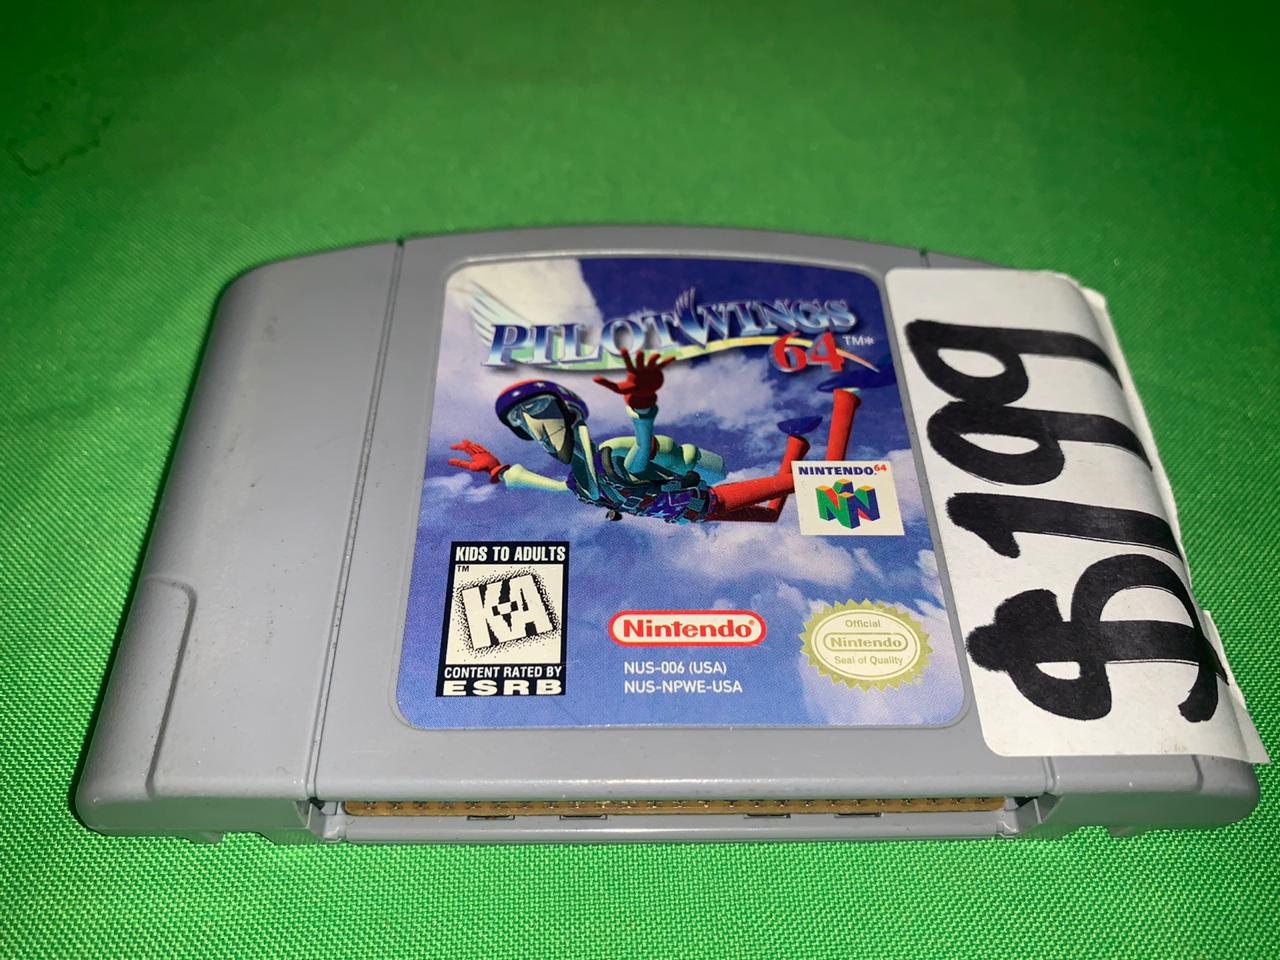 PILOTWINGS
64 TM*
NINTENDO64
KIDS TO ADULTS
TM
K-A
CONTENT RATED BY
ESRB
Nintendo®
NUS-006 (USA)
NUS-NPWE-USA
Official
Nintendo
Seal of Quality
$199